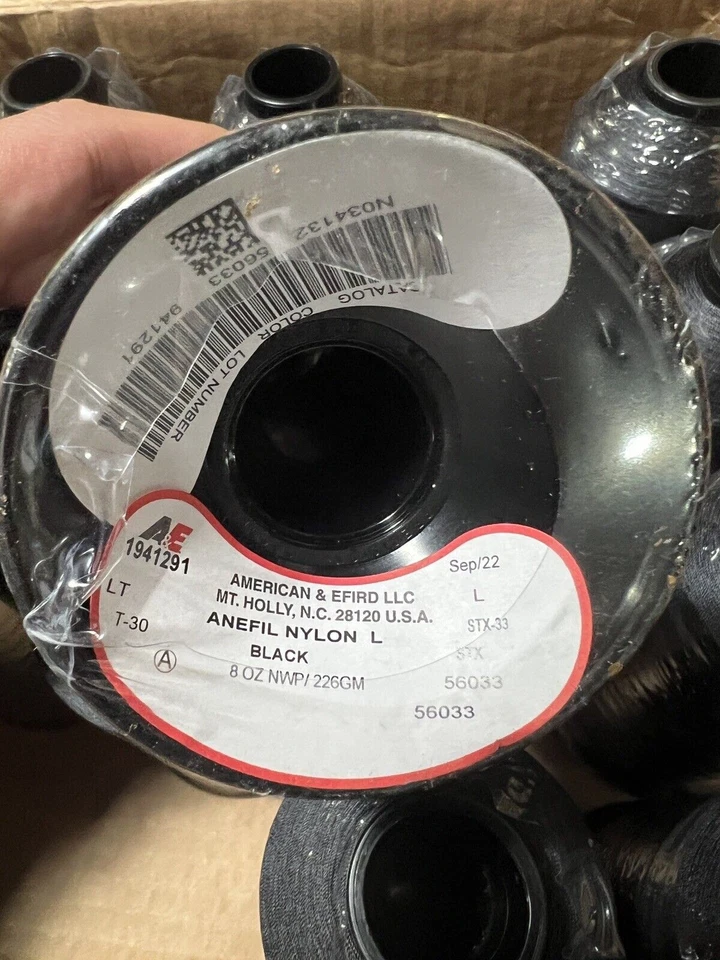 N034132
56033
941291
CATALOG
COLOR
LOT NUMBER
A&E
1941291
LT
T-30
A
AMERICAN & EFIRD LLC
MT. HOLLY, N.C. 28120 U.S.A.
ANEFIL NYLON L
BLACK
8 OZ NWP/ 226GM
Sep/22
L
STX-33
STX
56033
56033